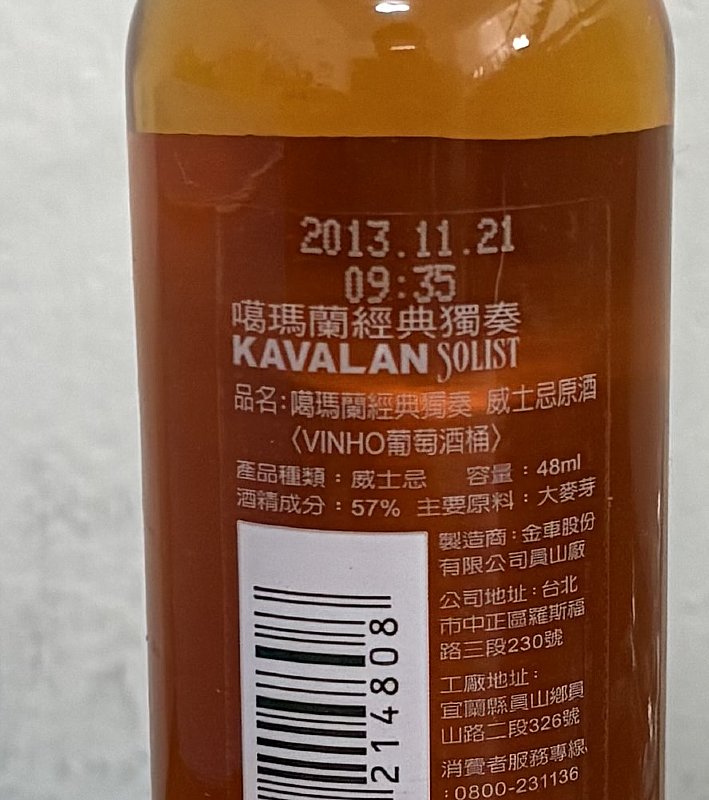 2013.11.21
09:35
噶瑪蘭經典獨奏
KAVALAN SOLIST
品名:噶瑪蘭經典獨奏 威士忌原酒
〈VINHO葡萄酒桶〉
產品種類：威士忌 容量：48ml
酒精成分：57% 主要原料：大麥芽
製造商：金車股份
有限公司員山廠
公司地址：台北
市中正區羅斯福
路三段230號
工廠地址：
宜蘭縣員山鄉員
山路二段326號
消費者服務專線
:0800-231136
214808